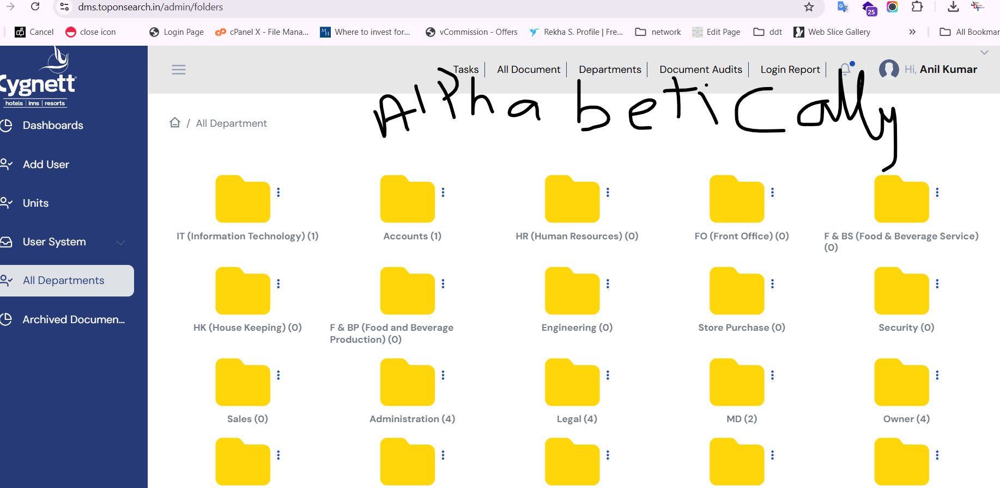 dms.toponsearch.in/admin/folders
25
Cancel close icon Login Page cPanel X - File Mana... Where to invest for... vCommission - Offers Rekha S. Profile | Fre... network Edit Page ddt Web Slice Gallery » All Bookmar
Cygnett
hotels | inns | resorts
Tasks All Document Departments Document Audits Login Report Hi, Anil Kumar
Alphabetically
/ All Department
Dashboards
Add User
Units
User System
All Departments
Archived Documen...
IT (Information Technology) (1) Accounts (1) HR (Human Resources) (0) FO (Front Office) (0) F & BS (Food & Beverage Service)
(0)
HK (House Keeping) (0) F & BP (Food and Beverage Engineering (0) Store Purchase (0) Security (0)
Production) (0)
Sales (0) Administration (4) Legal (4) MD (2) Owner (4)